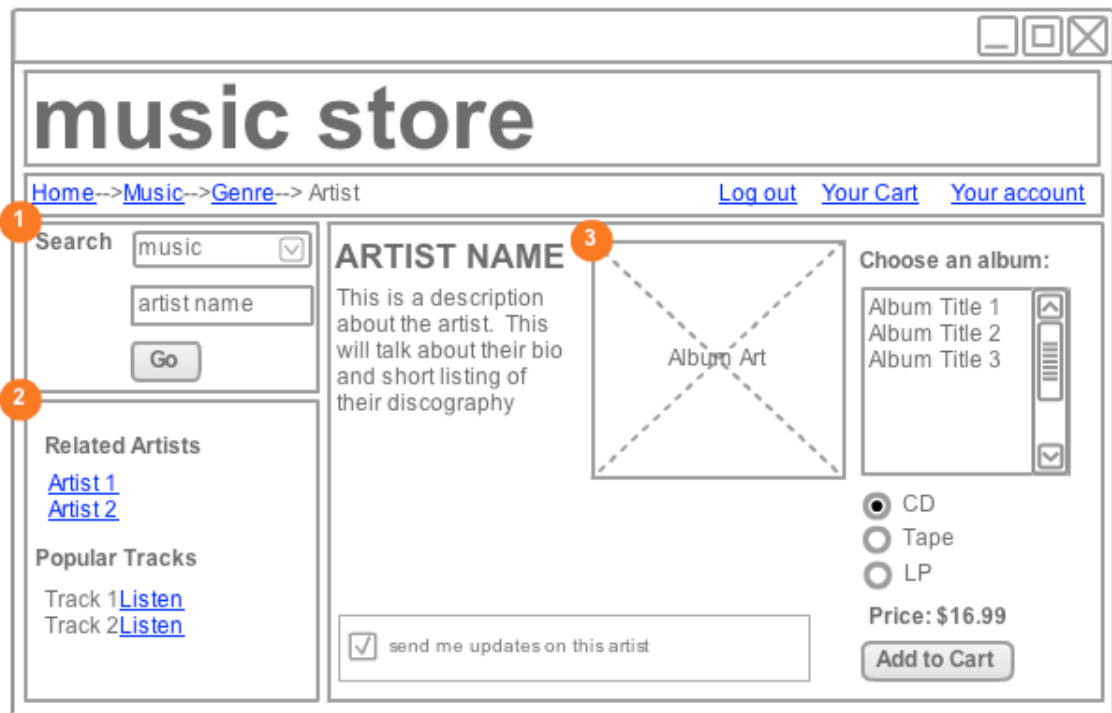 music store
Home-->Music-->Genre--> Artist
Log out Your Cart Your account
1
Search
music
artist name
Go
2
Related Artists
Artist 1
Artist 2
Popular Tracks
Track 1Listen
Track 2Listen
ARTIST NAME
This is a description
about the artist. This
will talk about their bio
and short listing of
their discography
3
Album Art
send me updates on this artist
Choose an album:
Album Title 1
Album Title 2
Album Title 3
CD
Tape
LP
Price: $16.99
Add to Cart